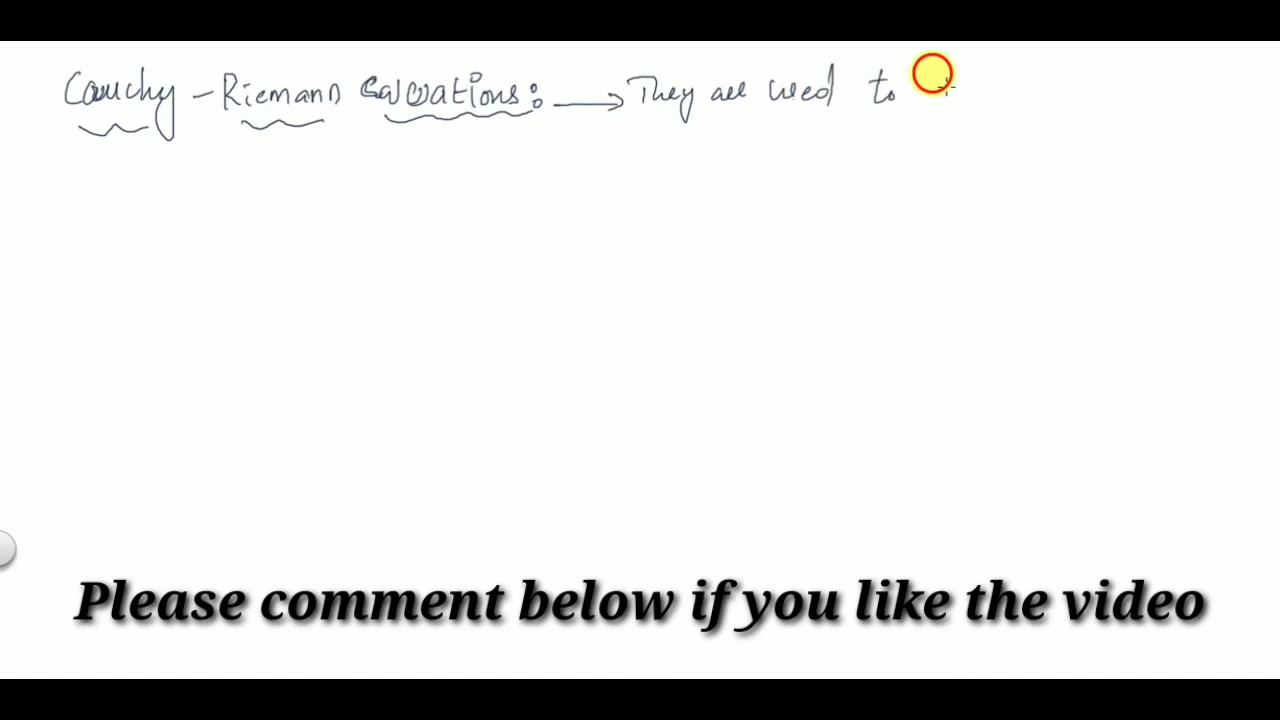 Cauchy - Riemann Equations: → They are used to
Please comment below if you like the video